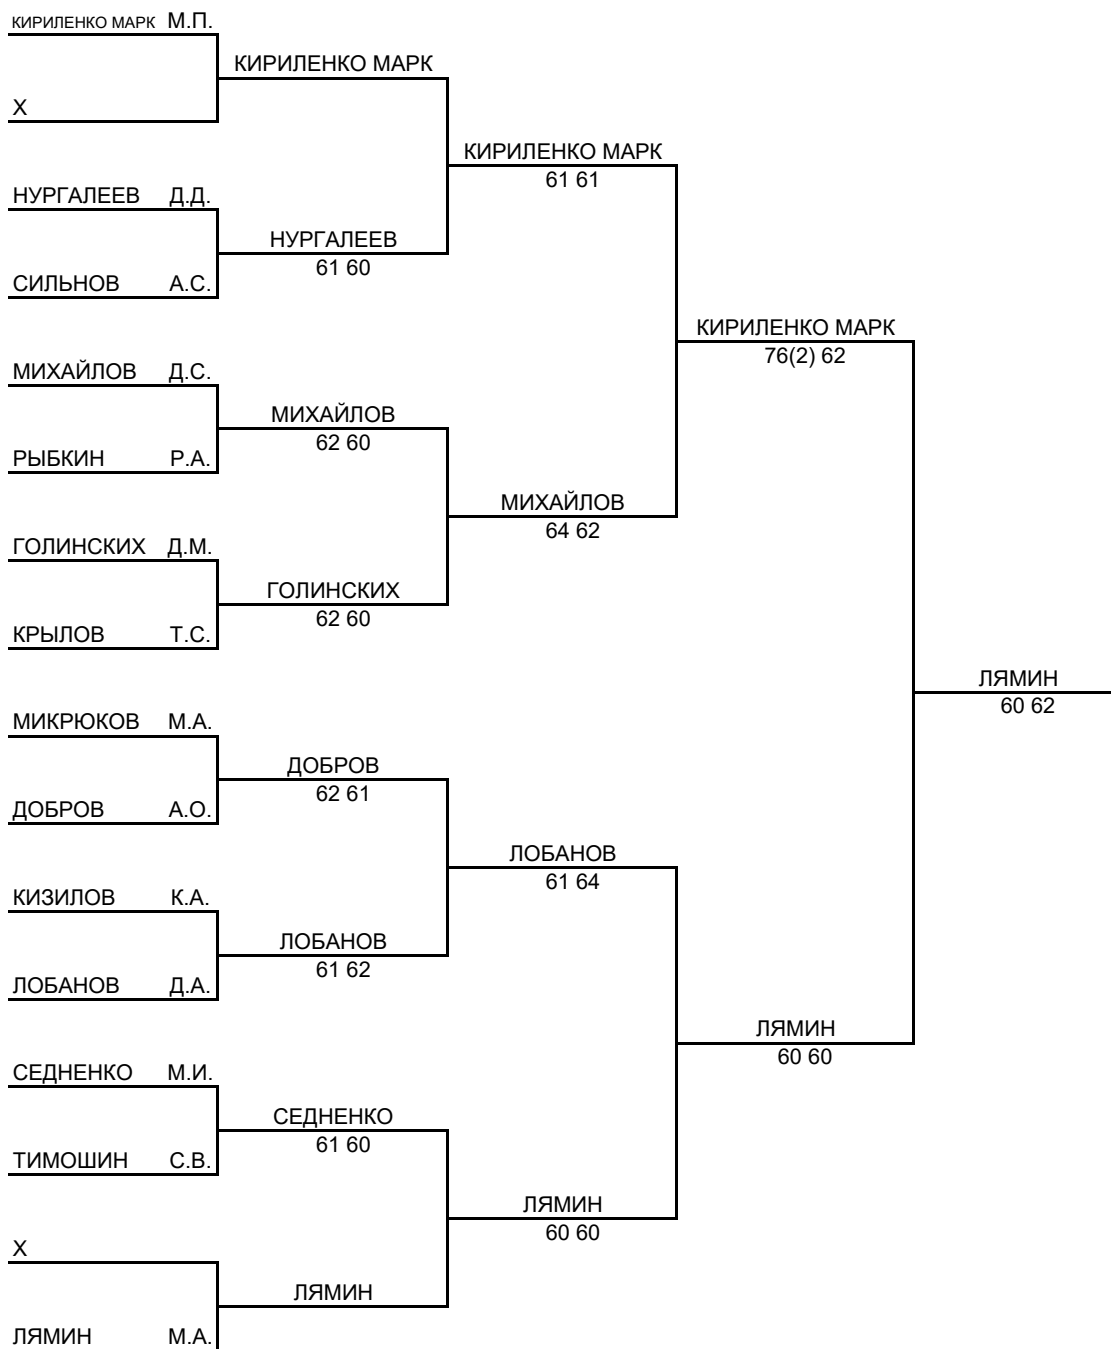 КИРИЛЕНКО МАРК М.П.
КИРИЛЕНКО МАРК
X
КИРИЛЕНКО МАРК
61 61
НУРГАЛЕЕВ Д.Д.
НУРГАЛЕЕВ
61 60
СИЛЬНОВ А.С.
КИРИЛЕНКО МАРК
76(2) 62
МИХАЙЛОВ Д.С.
МИХАЙЛОВ
62 60
РЫБКИН Р.А.
МИХАЙЛОВ
64 62
ГОЛИНСКИХ Д.М.
ГОЛИНСКИХ
62 60
КРЫЛОВ Т.С.
ЛЯМИН
60 62
МИКРЮКОВ М.А.
ДОБРОВ
62 61
ДОБРОВ А.О.
ЛОБАНОВ
61 64
КИЗИЛОВ К.А.
ЛОБАНОВ
61 62
ЛОБАНОВ Д.А.
ЛЯМИН
60 60
СЕДНЕНКО М.И.
СЕДНЕНКО
61 60
ТИМОШИН С.В.
ЛЯМИН
60 60
X
ЛЯМИН
ЛЯМИН М.А.